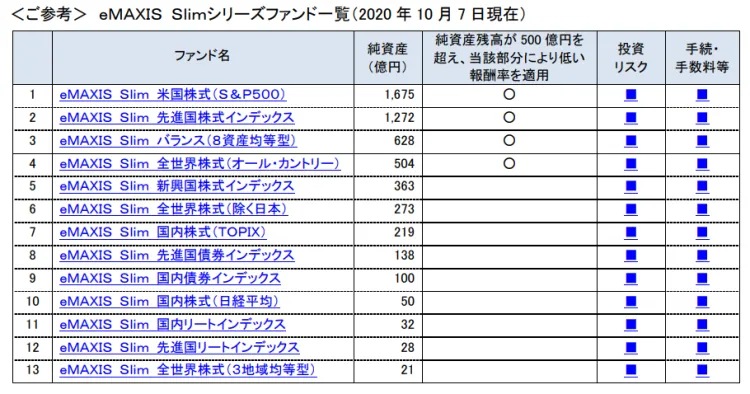 ＜ご参考＞ eMAXIS Slimシリーズファンド一覧（2020 年 10 月 7 日現在）
ファンド名 純資産（億円） 純資産残高が 500 億円を超え、当該部分により低い報酬率を適用 投資リスク 手続・手数料等
1 eMAXIS Slim 米国株式（S&P500） 1,675 ○ ■ ■
2 eMAXIS Slim 先進国株式インデックス 1,272 ○ ■ ■
3 eMAXIS Slim バランス（８資産均等型） 628 ○ ■ ■
4 eMAXIS Slim 全世界株式（オール・カントリー） 504 ○ ■ ■
5 eMAXIS Slim 新興国株式インデックス 363 ■ ■
6 eMAXIS Slim 全世界株式（除く日本） 273 ■ ■
7 eMAXIS Slim 国内株式（TOPIX） 219 ■ ■
8 eMAXIS Slim 先進国債券インデックス 138 ■ ■
9 eMAXIS Slim 国内債券インデックス 100 ■ ■
10 eMAXIS Slim 国内株式（日経平均） 50 ■ ■
11 eMAXIS Slim 国内リートインデックス 32 ■ ■
12 eMAXIS Slim 先進国リートインデックス 28 ■ ■
13 eMAXIS Slim 全世界株式（３地域均等型） 21 ■ ■